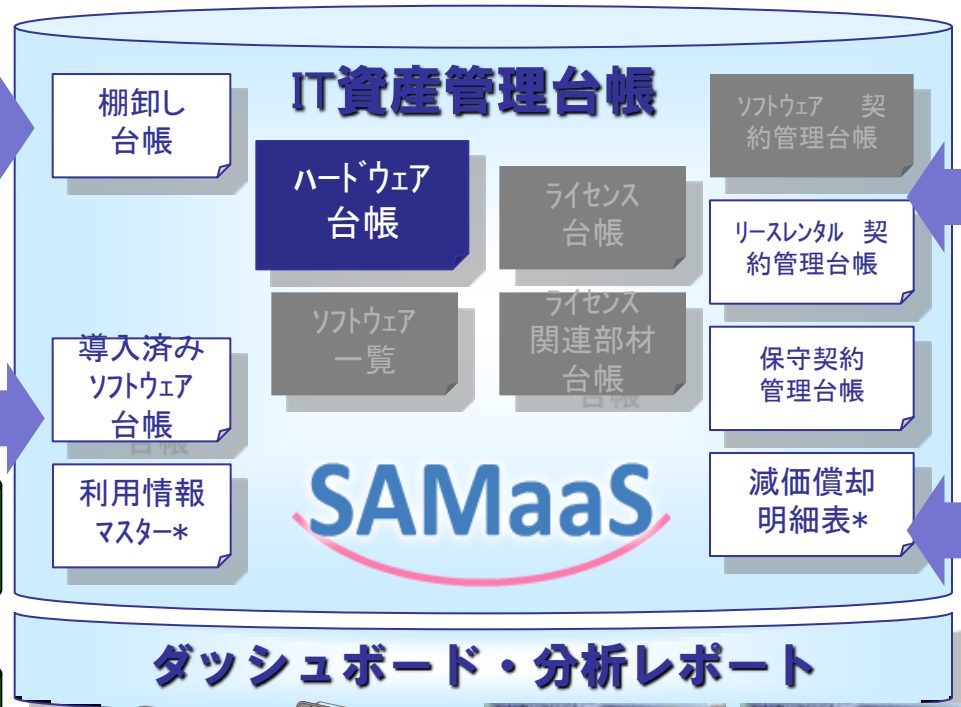 IT資産管理台帳
棚卸し
台帳
ハードウェア
台帳
ライセンス
台帳
ソフトウェア　契
約管理台帳
リースレンタル　契
約管理台帳
ソフトウェア
一覧
ライセンス
関連部材
台帳
導入済み
ソフトウェア
台帳
保守契約
管理台帳
利用情報
マスター*
SAMaaS
減価償却
明細表*
ダッシュボード・分析レポート